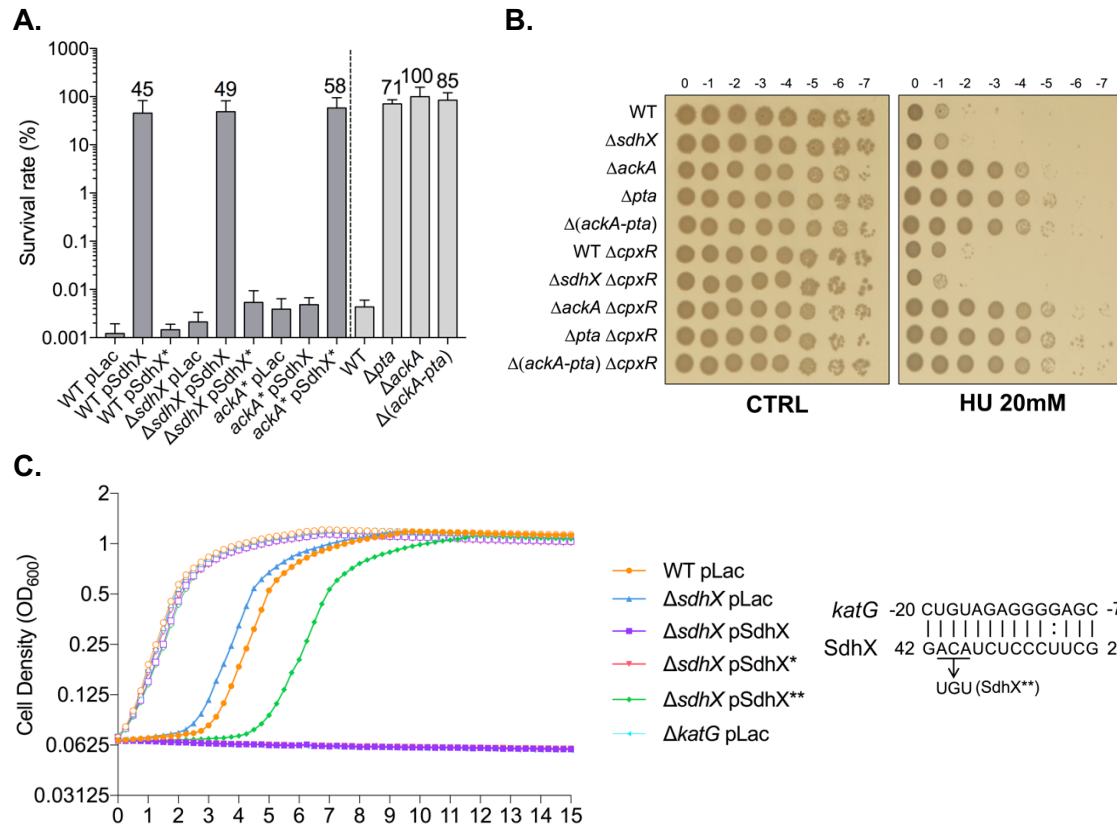 A.
Survival rate (%)
1000
100
10
1
0.1
0.01
0.001
45
49
58
71
100
85
WT pLac
WT pSdhX
WT pSdhX*
ΔsdhX pLac
ΔsdhX pSdhX
ΔsdhX pSdhX*
ackA* pLac
ackA* pSdhX
ackA* pSdhX*
WT
Δpta
ΔackA
Δ(ackA-pta)
B.
0 -1 -2 -3 -4 -5 -6 -7
0 -1 -2 -3 -4 -5 -6 -7
WT
ΔsdhX
ΔackA
Δpta
Δ(ackA-pta)
WT ΔcpxR
ΔsdhX ΔcpxR
ΔackA ΔcpxR
Δpta ΔcpxR
Δ(ackA-pta) ΔcpxR
CTRL
HU 20mM
C.
Cell Density (OD600)
2
1
0.5
0.25
0.125
0.0625
0.03125
0 1 2 3 4 5 6 7 8 9 10 11 12 13 14 15
WT pLac
ΔsdhX pLac
ΔsdhX pSdhX
ΔsdhX pSdhX*
ΔsdhX pSdhX**
ΔkatG pLac
katG -20 CUGUAGAGGGGAGC -7
SdhX 42 GACAUCUCCCUUCG 2
UGU (SdhX**)